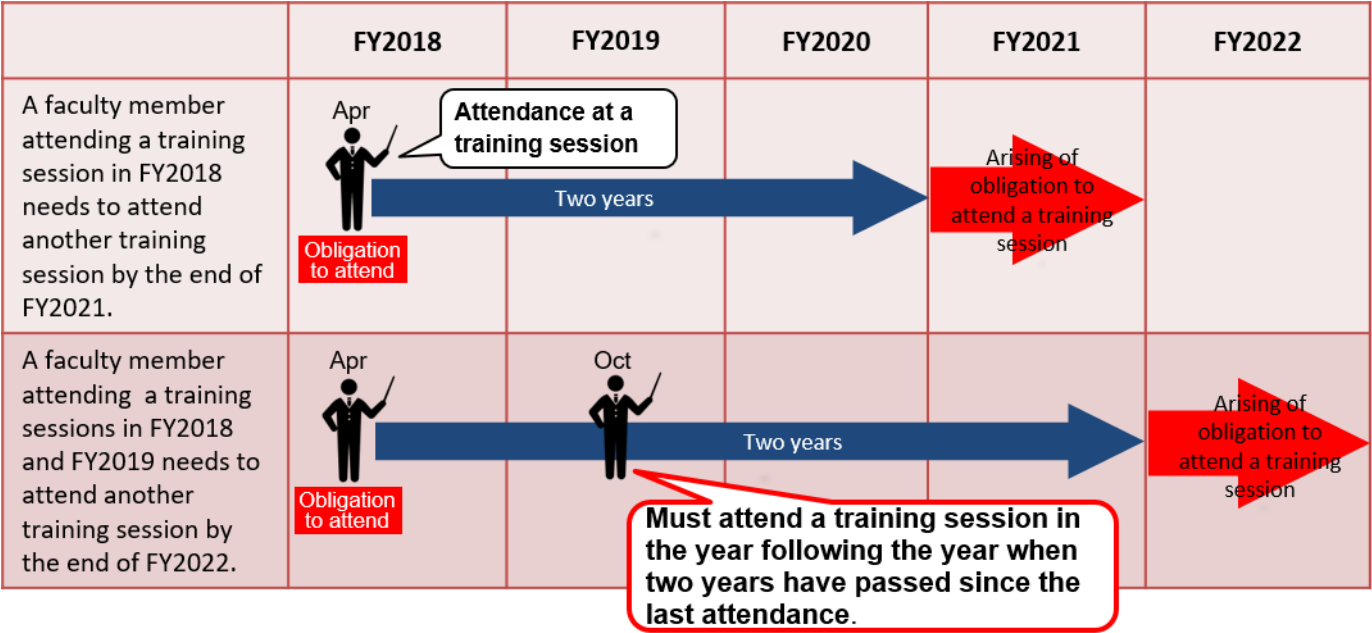 FY2018 FY2019 FY2020 FY2021 FY2022
A faculty member
attending a training
session in FY2018
needs to attend
another training
session by the end of
FY2021.
Apr
Attendance at a
training session
Two years
Obligation
to attend
Arising of
obligation to
attend a training
session
A faculty member
attending  a training
sessions in FY2018
and FY2019 needs to
attend another
training session by
the end of FY2022.
Apr
Obligation
to attend
Oct
Two years
Must attend a training session in
the year following the year when
two years have passed since the
last attendance.
Arising of
obligation to
attend a training
session